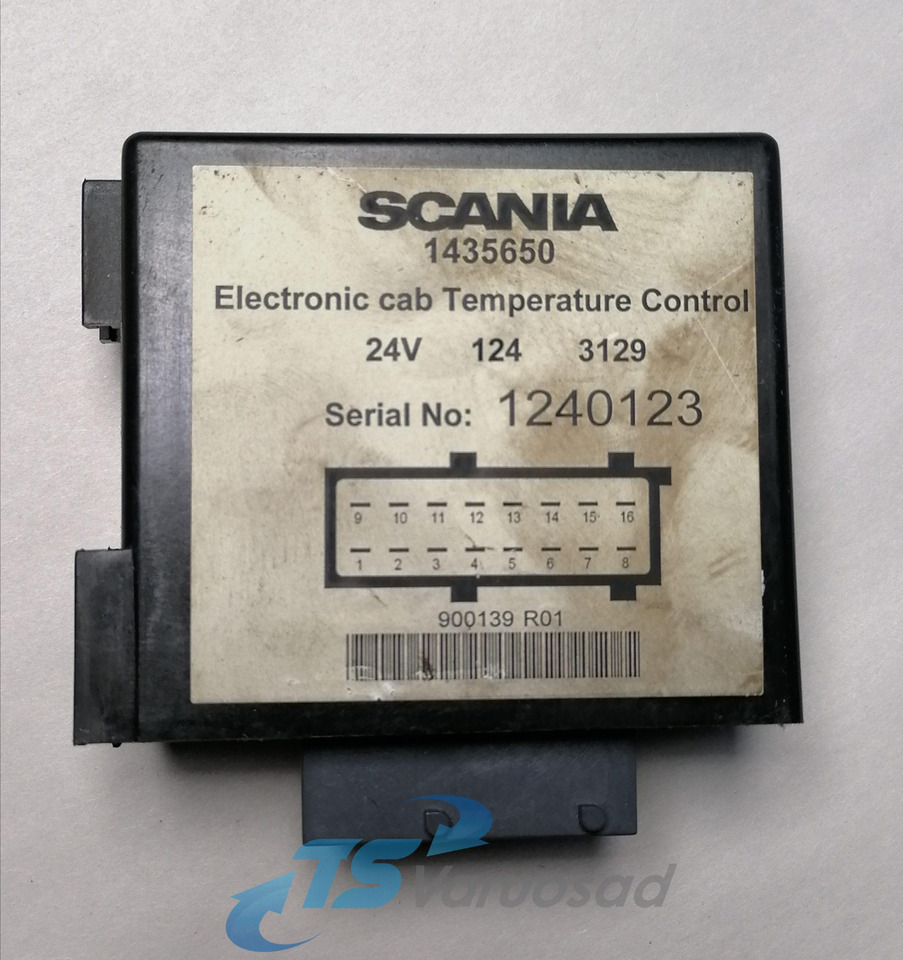 SCANIA
1435650
Electronic cab Temperature Control
24V 124 3129
Serial No: 1240123
9 10 11 12 13 14 15 16
1 2 3 4 5 6 7 8
900139 R01
TS Varuosad